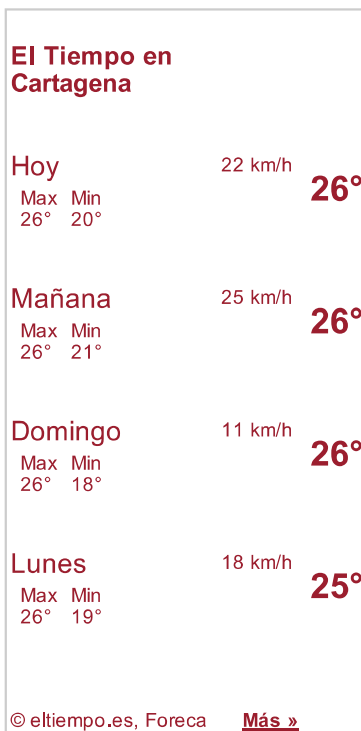 El Tiempo en
Cartagena
Hoy 22 km/h 26°
Max Min
26° 20°
Mañana 25 km/h 26°
Max Min
26° 21°
Domingo 11 km/h 26°
Max Min
26° 18°
Lunes 18 km/h 25°
Max Min
26° 19°
© eltiempo.es, Foreca Más »